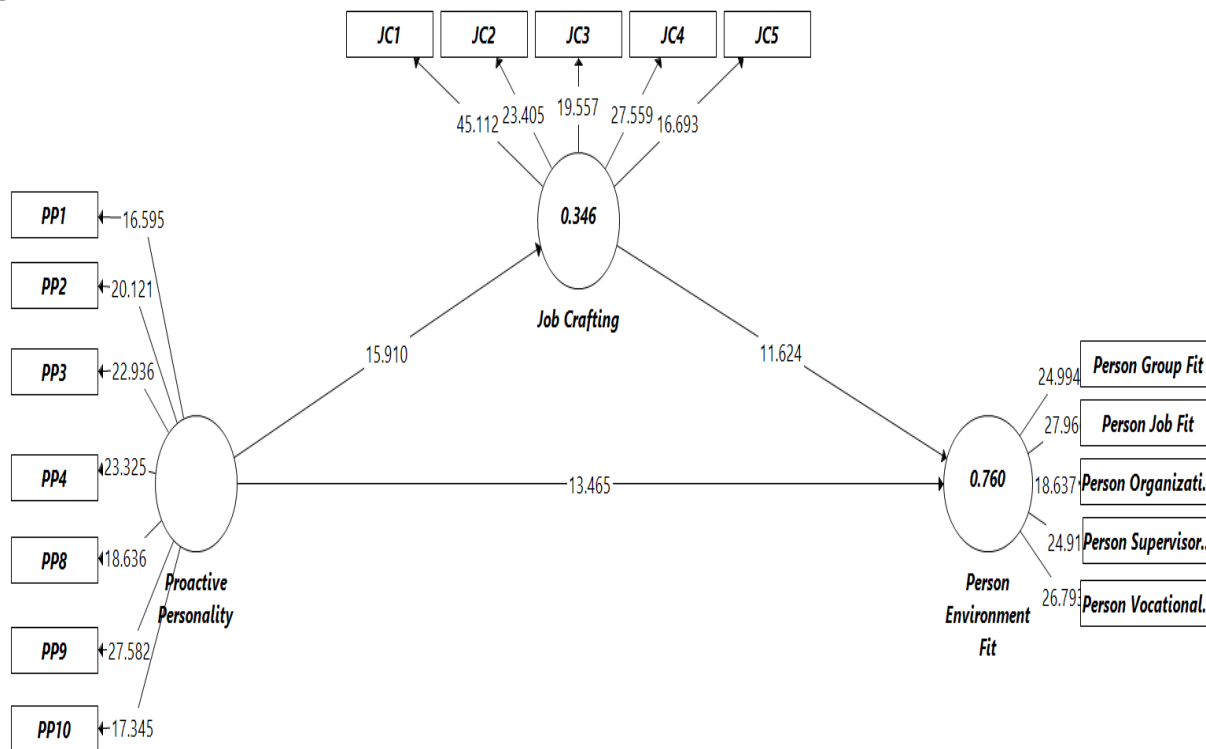 JC1 JC2 JC3 JC4 JC5
45.112 23.405 19.557 27.559 16.693
0.346
Job Crafting
PP1 16.595
PP2 20.121
PP3 22.936
PP4 23.325
PP8 18.636
PP9 27.582
PP10 17.345
Proactive
Personality
15.910
11.624
13.465
0.760
Person
Environment
Fit
24.994 Person Group Fit
27.96 Person Job Fit
18.637 Person Organizati..
24.91 Person Supervisor..
26.793 Person Vocational..